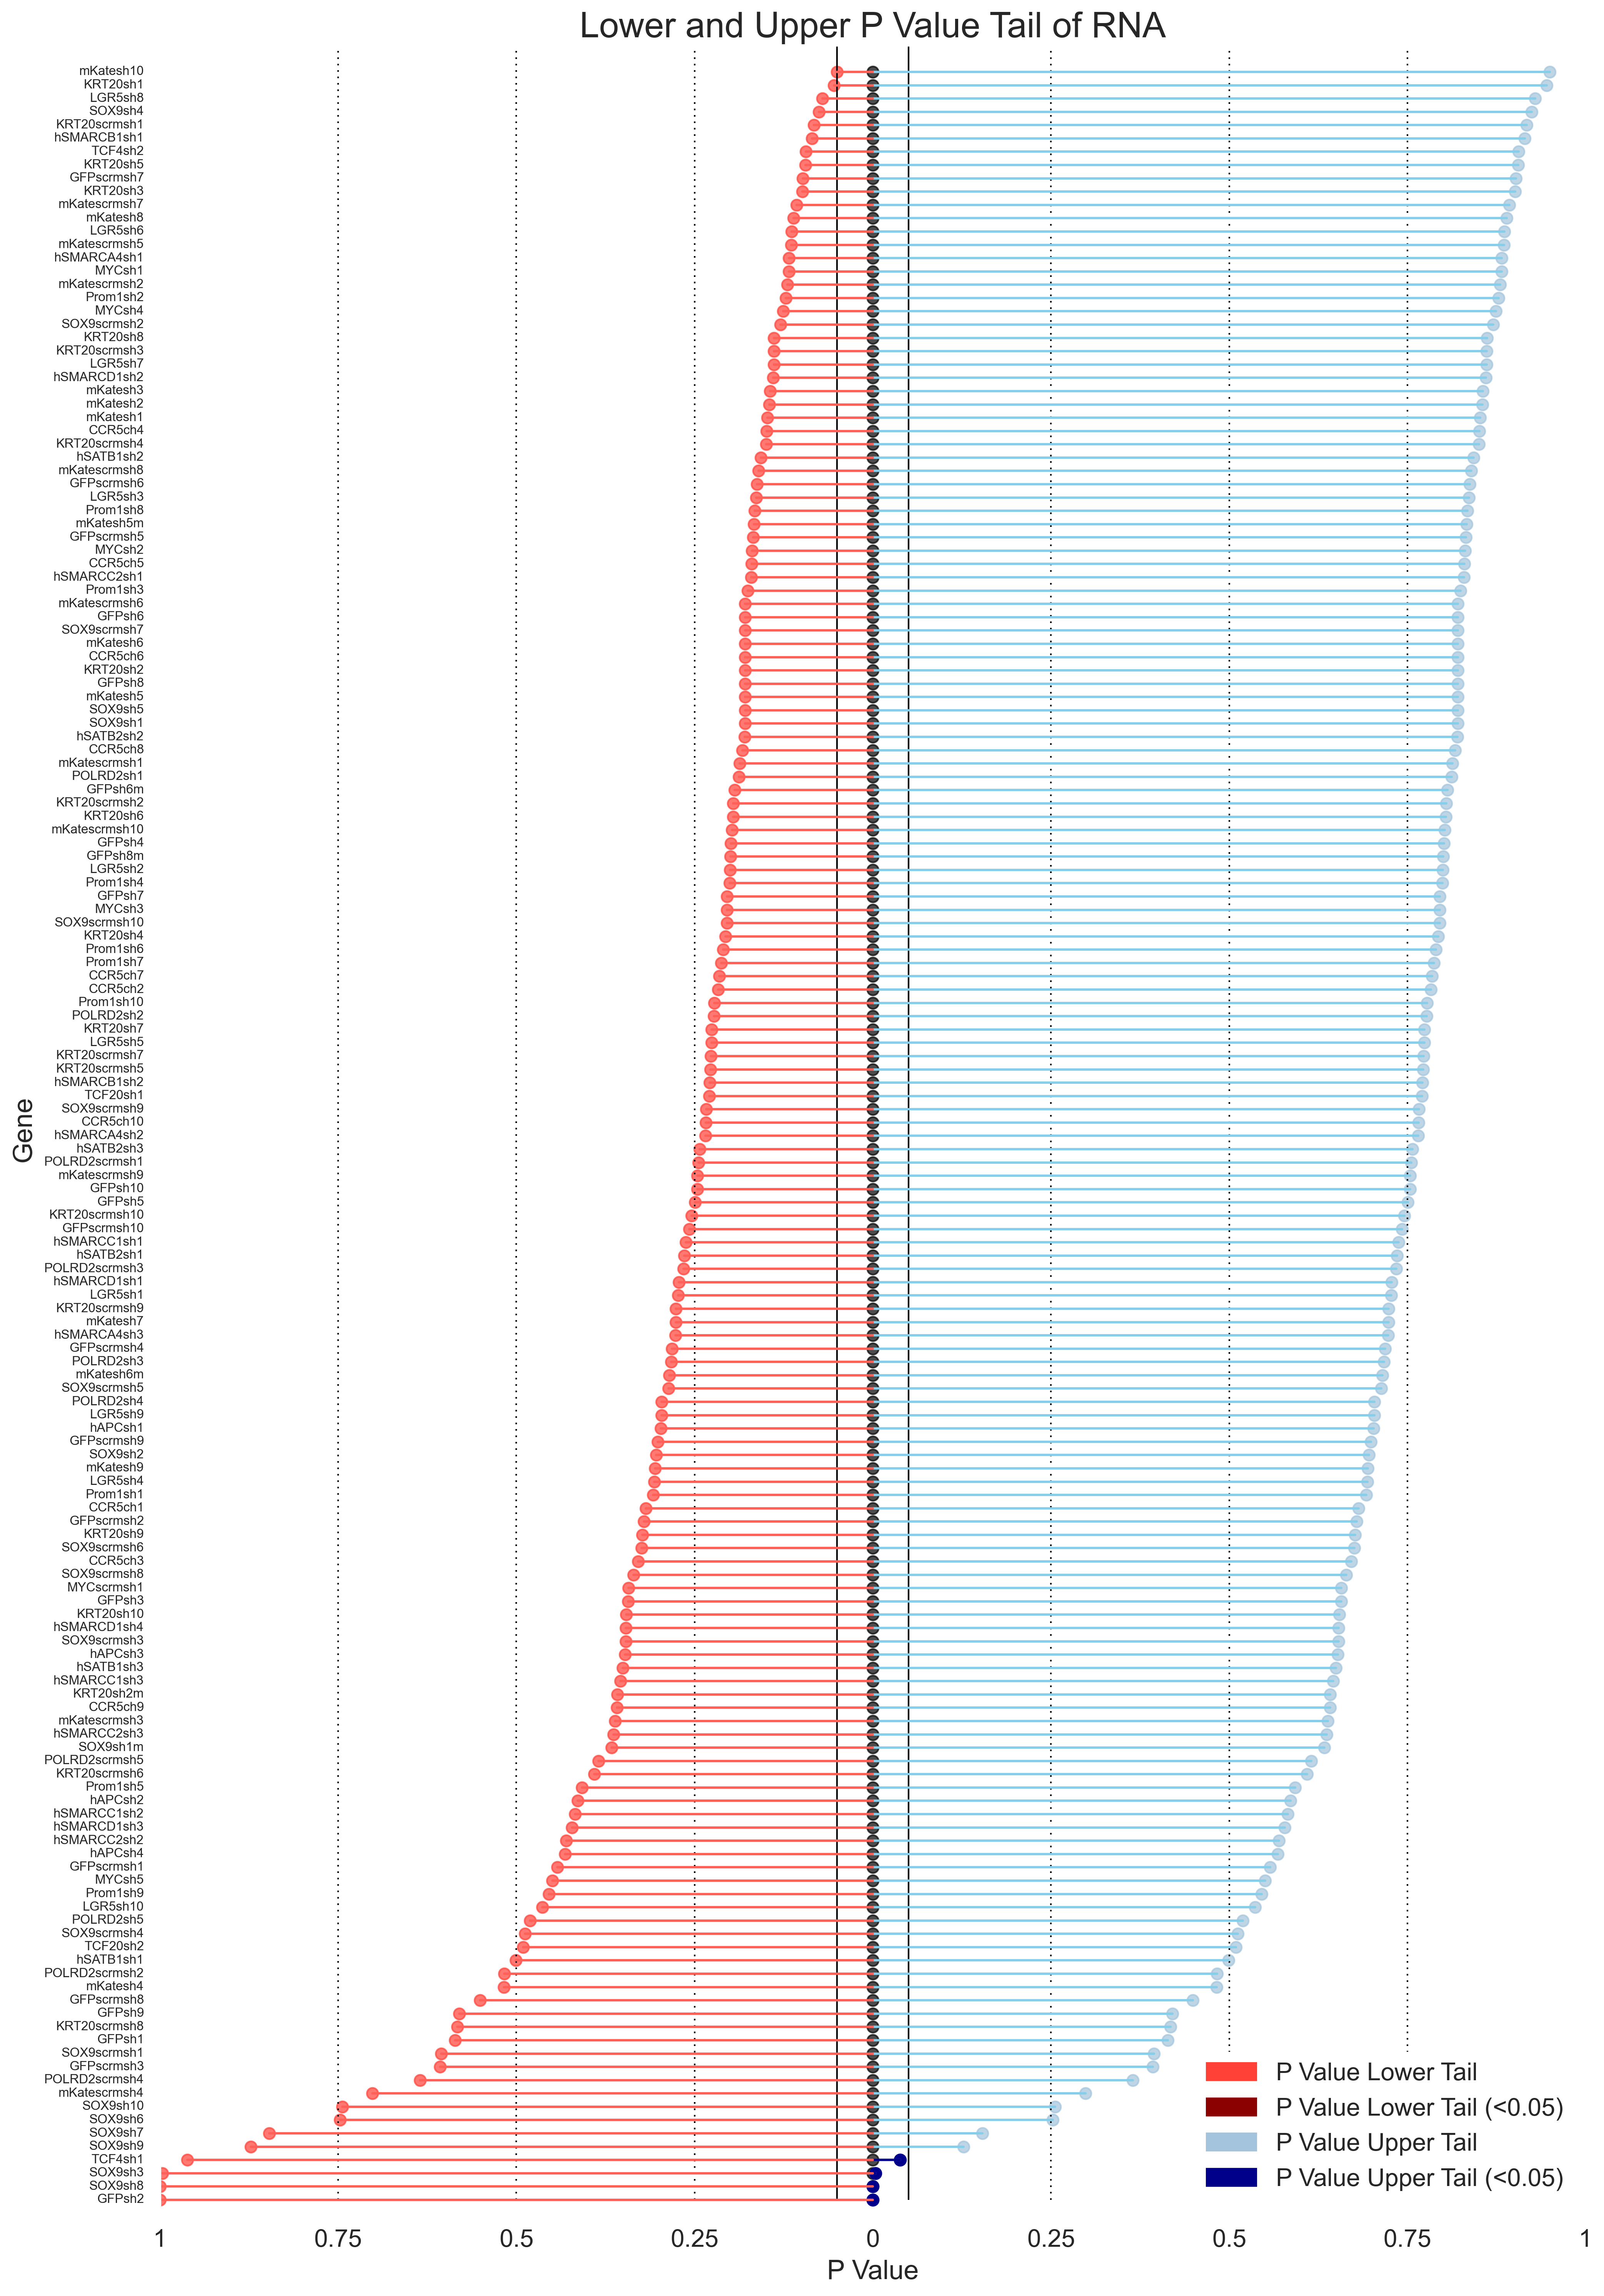 Lower and Upper P Value Tail of RNA
mKatesh10
KRT20sh1
LGR5sh8
SOX9sh4
KRT20scrmsh1
hSMARCB1sh1
TCF4sh2
KRT20sh5
GFPscrmsh7
KRT20sh3
mKatescrmsh7
mKatesh8
LGR5sh6
mKatescrmsh5
hSMARCA4sh1
MYCsh1
mKatescrmsh2
Prom1sh2
MYCsh4
SOX9scrmsh2
KRT20sh8
KRT20scrmsh3
LGR5sh7
hSMARCD1sh2
mKatesh3
mKatesh2
mKatesh1
CCR5ch4
KRT20scrmsh4
hSATB1sh2
mKatescrmsh8
GFPscrmsh6
LGR5sh3
Prom1sh8
mKatesh5m
GFPscrmsh5
MYCsh2
CCR5ch5
hSMARCC2sh1
Prom1sh3
mKatescrmsh6
GFPsh6
SOX9scrmsh7
mKatesh6
CCR5ch6
KRT20sh2
GFPsh8
mKatesh5
SOX9sh5
SOX9sh1
hSATB2sh2
CCR5ch8
mKatescrmsh1
POLRD2sh1
GFPsh6m
KRT20scrmsh2
KRT20sh6
mKatescrmsh10
GFPsh4
GFPsh8m
LGR5sh2
Prom1sh4
GFPsh7
MYCsh3
SOX9scrmsh10
KRT20sh4
Prom1sh6
Prom1sh7
CCR5ch7
CCR5ch2
Prom1sh10
POLRD2sh2
KRT20sh7
LGR5sh5
KRT20scrmsh7
KRT20scrmsh5
hSMARCB1sh2
TCF20sh1
SOX9scrmsh9
CCR5ch10
hSMARCA4sh2
hSATB2sh3
POLRD2scrmsh1
mKatescrmsh9
GFPsh10
GFPsh5
KRT20scrmsh10
GFPscrmsh10
hSMARCC1sh1
hSATB2sh1
POLRD2scrmsh3
hSMARCD1sh1
LGR5sh1
KRT20scrmsh9
mKatesh7
hSMARCA4sh3
GFPscrmsh4
POLRD2sh3
mKatesh6m
SOX9scrmsh5
POLRD2sh4
LGR5sh9
hAPCsh1
GFPscrmsh9
SOX9sh2
mKatesh9
LGR5sh4
Prom1sh1
CCR5ch1
GFPscrmsh2
KRT20sh9
SOX9scrmsh6
CCR5ch3
SOX9scrmsh8
MYCscrmsh1
GFPsh3
KRT20sh10
hSMARCD1sh4
SOX9scrmsh3
hAPCsh3
hSATB1sh3
hSMARCC1sh3
KRT20sh2m
CCR5ch9
mKatescrmsh3
hSMARCC2sh3
SOX9sh1m
POLRD2scrmsh5
KRT20scrmsh6
Prom1sh5
hAPCsh2
hSMARCC1sh2
hSMARCD1sh3
hSMARCC2sh2
hAPCsh4
GFPscrmsh1
MYCsh5
Prom1sh9
LGR5sh10
POLRD2sh5
SOX9scrmsh4
TCF20sh2
hSATB1sh1
POLRD2scrmsh2
mKatesh4
GFPscrmsh8
GFPsh9
KRT20scrmsh8
GFPsh1
SOX9scrmsh1
GFPscrmsh3
POLRD2scrmsh4
mKatescrmsh4
SOX9sh10
SOX9sh6
SOX9sh7
SOX9sh9
TCF4sh1
SOX9sh3
SOX9sh8
GFPsh2
Gene
P Value Lower Tail
P Value Lower Tail (<0.05)
P Value Upper Tail
P Value Upper Tail (<0.05)
1 0.75 0.5 0.25 0 0.25 0.5 0.75 1
P Value